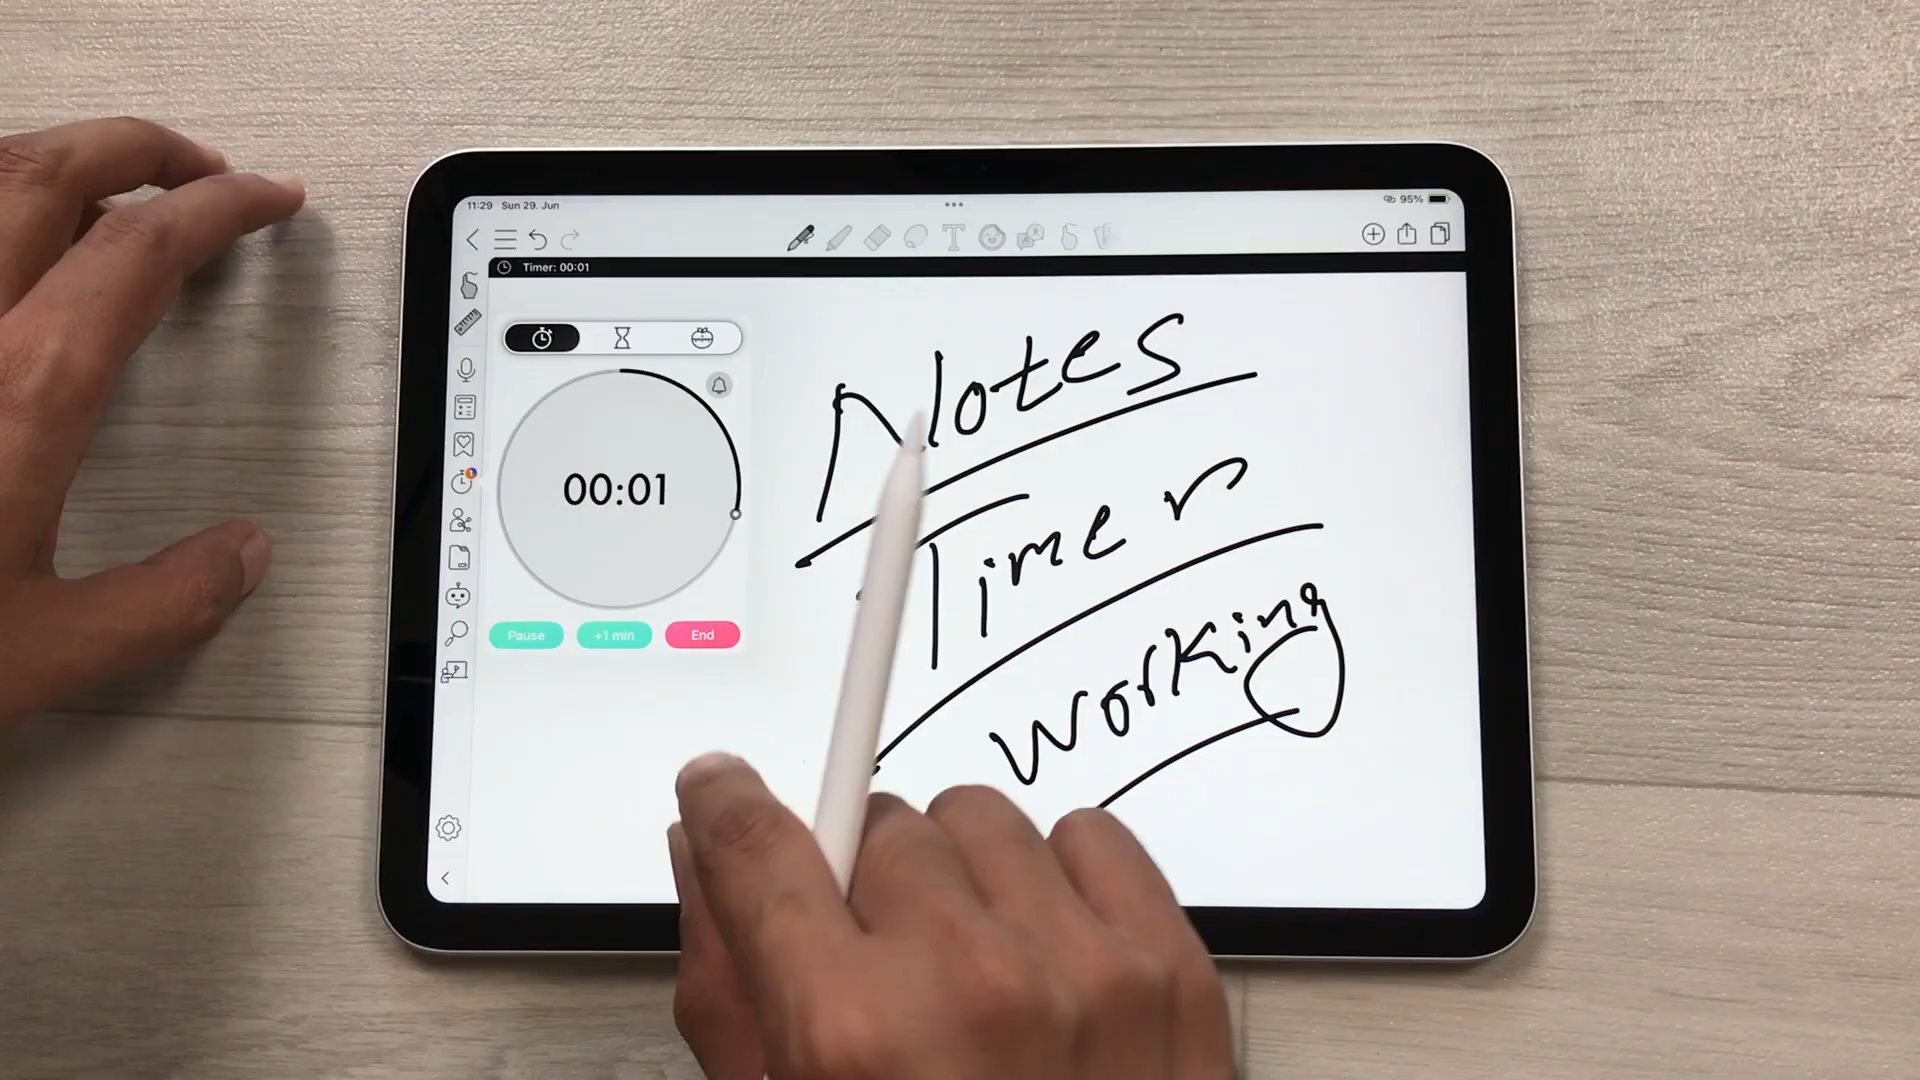 11:29 Sun 29. Jun
95%
Timer: 00:01
00:01
Pause +1 min End
Notes
Timer
Working